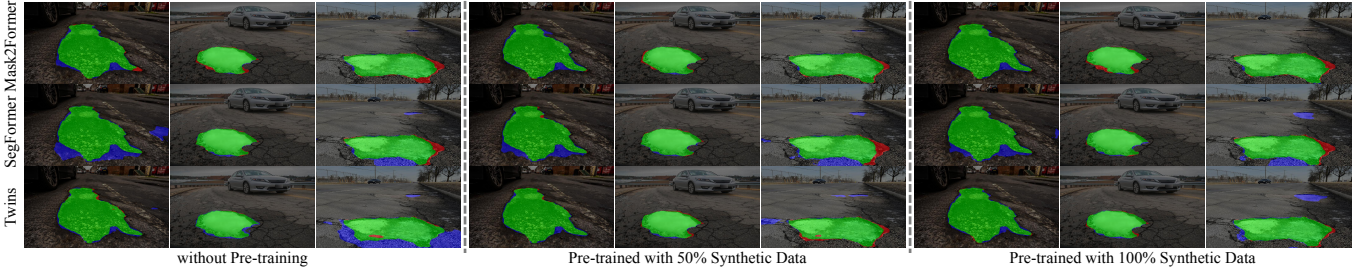 Mask2Former
SegFormer
Twins
without Pre-training
Pre-trained with 50% Synthetic Data
Pre-trained with 100% Synthetic Data